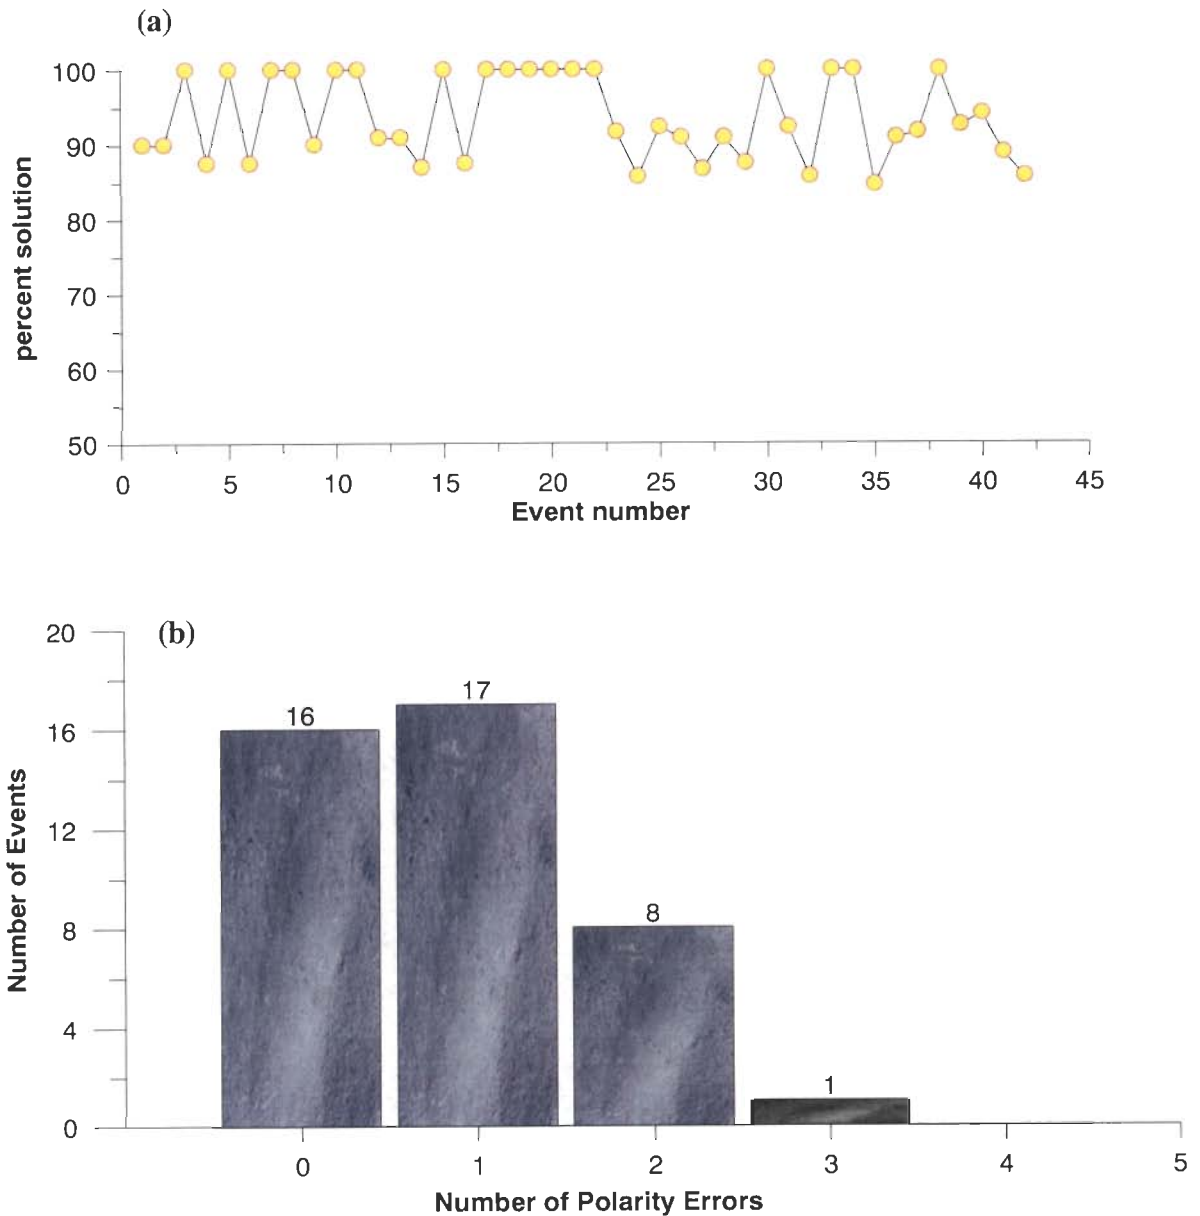 (a)
100
90
80
70
60
50
percent solution
0 5 10 15 20 25 30 35 40 45
Event number
(b)
20
16
12
8
4
0
Number of Events
16
17
8
1
0 1 2 3 4 5
Number of Polarity Errors